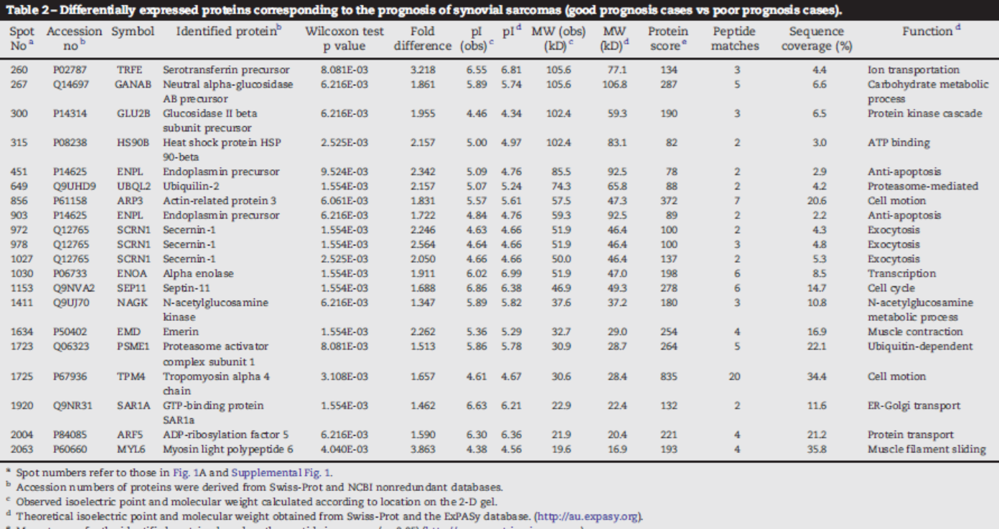 Table 2 – Differentially expressed proteins corresponding to the prognosis of synovial sarcomas (good prognosis cases vs poor prognosis cases).
Spot Accession Symbol Identified protein b Wilcoxon test Fold pI pI d MW (obs) MW Protein Peptide Sequence Function d
No a no b p value difference (obs) c (kD) c (kD) d score e matches coverage (%)
260 P02787 TRFE Serotransferrin precursor 8.081E-03 3.218 6.55 6.81 105.6 77.1 134 3 4.4 Ion transportation
267 Q14697 GANAB Neutral alpha-glucosidase 6.216E-03 1.861 5.89 5.74 105.6 106.8 287 5 6.6 Carbohydrate metabolic
AB precursor process
300 P14314 GLU2B Glucosidase II beta 6.216E-03 1.955 4.46 4.34 102.4 59.3 190 3 6.5 Protein kinase cascade
subunit precursor
315 P08238 HS90B Heat shock protein HSP 2.525E-03 2.157 5.00 4.97 102.4 83.1 82 2 3.0 ATP binding
90-beta
451 P14625 ENPL Endoplasmin precursor 9.524E-03 2.342 5.09 4.76 85.5 92.5 78 2 2.9 Anti-apoptosis
649 Q9UHD9 UBQL2 Ubiquilin-2 2.157E-03 2.157 5.07 5.24 74.3 65.8 88 2 4.2 Proteasome-mediated
856 P61158 ARP3 Actin-related protein 3 6.061E-03 1.831 5.57 5.61 57.5 47.3 372 7 20.6 Cell motion
903 P14625 ENPL Endoplasmin precursor 6.216E-03 1.722 4.84 4.76 59.3 92.5 89 2 2.2 Anti-apoptosis
972 Q12765 SCRN1 Secernin-1 1.554E-03 2.246 4.63 4.66 51.9 46.4 100 2 4.3 Exocytosis
978 Q12765 SCRN1 Secernin-1 1.554E-03 2.564 4.64 4.66 51.9 46.4 100 3 4.8 Exocytosis
1027 Q12765 SCRN1 Secernin-1 2.525E-03 2.050 4.66 4.66 50.0 46.4 137 2 5.3 Exocytosis
1030 P06733 ENOA Alpha enolase 1.554E-03 1.911 6.02 6.99 51.9 47.0 198 6 8.5 Transcription
1153 Q9NVA2 SEP11 Septin-11 1.554E-03 1.688 6.86 6.38 46.9 49.3 278 6 14.7 Cell cycle
1411 Q9UJ70 NAGK N-acetylglucosamine 6.216E-03 1.347 5.89 5.82 37.6 37.2 180 3 10.8 N-acetylglucosamine
kinase metabolic process
1634 P50402 EMD Emerin 1.554E-03 2.262 5.36 5.29 32.7 29.0 254 4 16.9 Muscle contraction
1723 Q06323 PSME1 Proteasome activator 8.081E-03 1.513 5.86 5.78 30.9 28.7 264 5 22.1 Ubiquitin-dependent
complex subunit 1
1725 P67936 TPM4 Tropomyosin alpha 4 3.108E-03 1.657 4.61 4.67 30.6 28.4 835 20 34.4 Cell motion
chain
1920 Q9NR31 SAR1A GTP-binding protein 1.554E-03 1.462 6.63 6.21 22.9 22.4 132 2 11.6 ER-Golgi transport
SAR1a
2004 P84085 ARF5 ADP-ribosylation factor 5 6.216E-03 1.590 6.30 6.36 21.9 20.4 221 4 21.2 Protein transport
2063 P60660 MYL6 Myosin light polypeptide 6 4.040E-03 3.863 4.38 4.56 19.6 16.9 193 4 35.8 Muscle filament sliding
a Spot numbers refer to those in Fig. 1A and Supplemental Fig. 1.
b Accession numbers of proteins were derived from Swiss-Prot and NCBI nonredundant databases.
c Observed isoelectric point and molecular weight calculated according to location on the 2-D gel.
d Theoretical isoelectric point and molecular weight obtained from Swiss-Prot and the ExPASy database. (http://au.expasy.org).